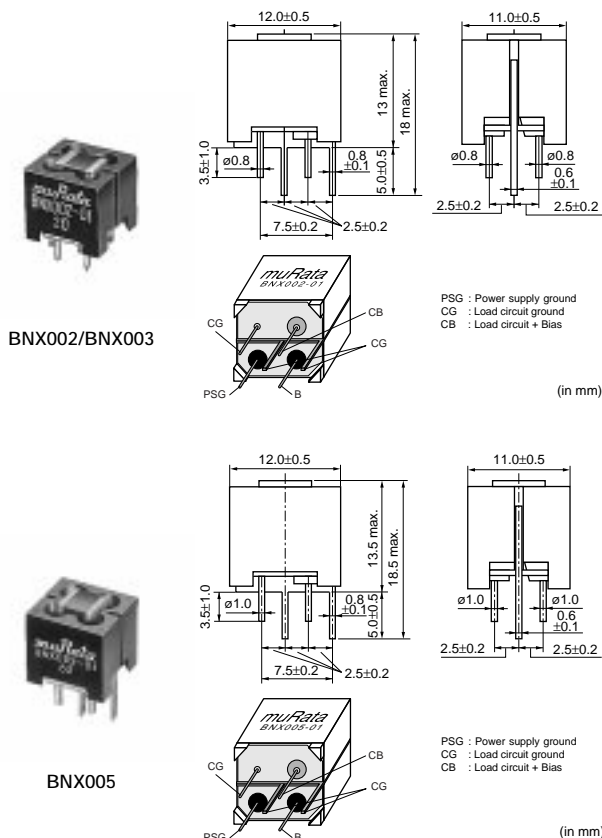 12.0±0.5
11.0±0.5
13 max.
18 max.
3.5±1.0
ø0.8
0.8
±0.1
5.0±0.5
7.5±0.2
2.5±0.2
ø0.8
ø0.8
0.6
±0.1
2.5±0.2
2.5±0.2
muRata
BNX002-01
muRata
BNX002-01
CG
CB
CG
PSG
B
PSG : Power supply ground
CG : Load circuit ground
CB : Load circuit + Bias
BNX002/BNX003
(in mm)
12.0±0.5
11.0±0.5
13.5 max.
18.5 max.
3.5±1.0
ø1.0
0.8
±0.1
5.0±0.5
7.5±0.2
2.5±0.2
ø1.0
ø1.0
0.6
±0.1
2.5±0.2
2.5±0.2
muRata
muRata
BNX005-01
CG
CB
CG
PSG
B
PSG : Power supply ground
CG : Load circuit ground
CB : Load circuit + Bias
BNX005
(in mm)